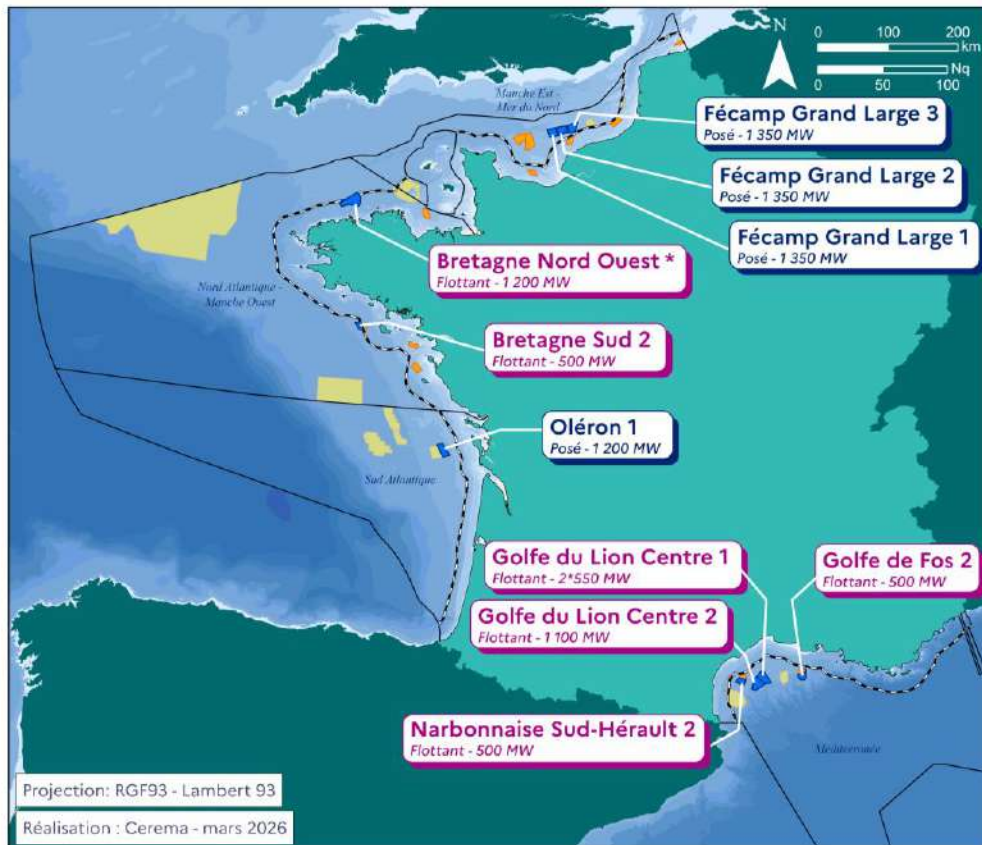 N
0 100 200
km
0 50 100
Nq
Manche Est -
Mer du Nord
Fécamp Grand Large 3
Posé - 1 350 MW
Fécamp Grand Large 2
Posé - 1 350 MW
Fécamp Grand Large 1
Posé - 1 350 MW
Bretagne Nord Ouest *
Flottant - 1 200 MW
Nord Atlantique -
Manche Ouest
Bretagne Sud 2
Flottant - 500 MW
Oléron 1
Posé - 1 200 MW
Sud Atlantique
Golfe du Lion Centre 1
Flottant - 2*550 MW
Golfe de Fos 2
Flottant - 500 MW
Golfe du Lion Centre 2
Flottant - 1 100 MW
Narbonnaise Sud-Hérault 2
Flottant - 500 MW
Méditerranée
Projection: RGF93 - Lambert 93
Réalisation : Cerema - mars 2026